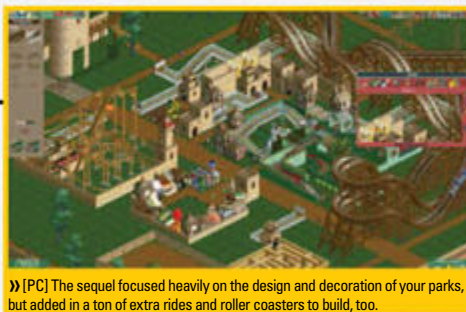 » [PC] The sequel focused heavily on the design and decoration of your parks,
but added in a ton of extra rides and roller coasters to build, too.